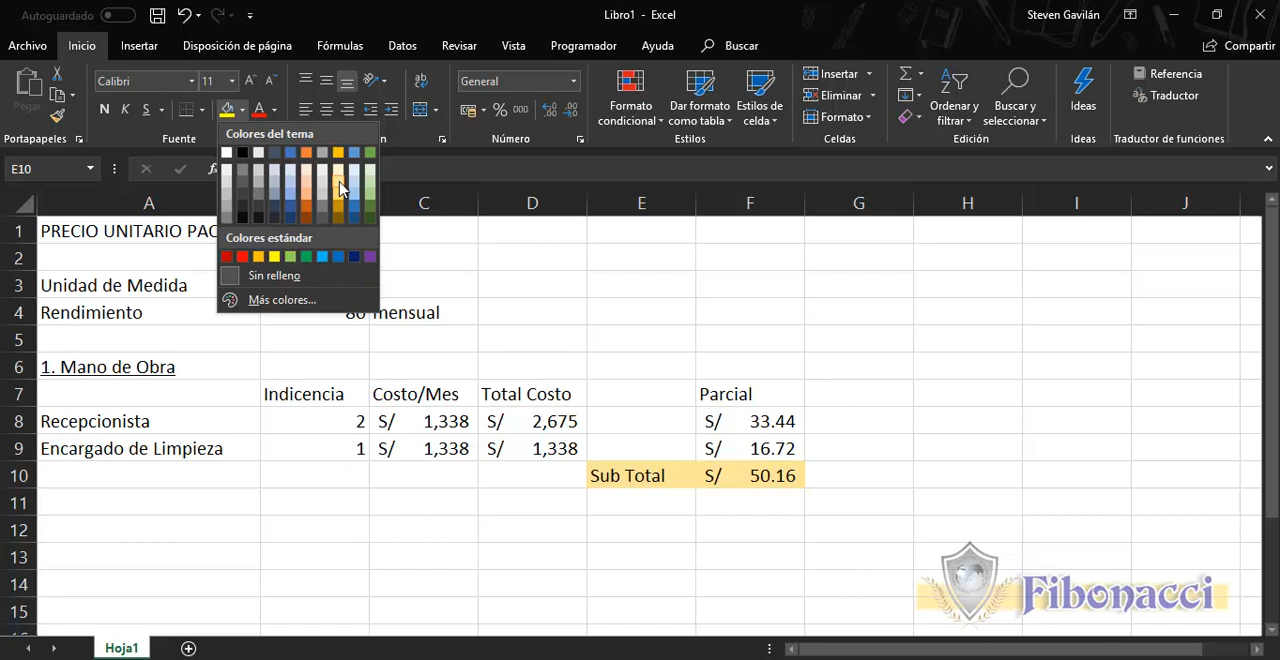 Autoguardado
Libro1 - Excel
Steven Gavilán
Archivo Inicio Insertar Disposición de página Fórmulas Datos Revisar Vista Programador Ayuda Buscar Compartir
Pegar
Calibri 11
N K S A
ab
General
% 000
Formato condicional
Dar formato como tabla
Estilos de celda
Insertar
Eliminar
Formato
Ordenar y filtrar
Buscar y seleccionar
Ideas
Referencia
Traductor
Portapapeles Fuente Número Estilos Celdas Edición Ideas Traductor de funciones
E10
Colores del tema
Colores estándar
Sin relleno
Más colores...
A C D E F G H I J
1 PRECIO UNITARIO PAC
2
3 Unidad de Medida
4 Rendimiento 80 mensual
5
6 1. Mano de Obra
7 Indicencia Costo/Mes Total Costo Parcial
8 Recepcionista 2 S/ 1,338 S/ 2,675 S/ 33.44
9 Encargado de Limpieza 1 S/ 1,338 S/ 1,338 S/ 16.72
10 Sub Total S/ 50.16
11
12
13
14
15
Fibonacci
Hoja1